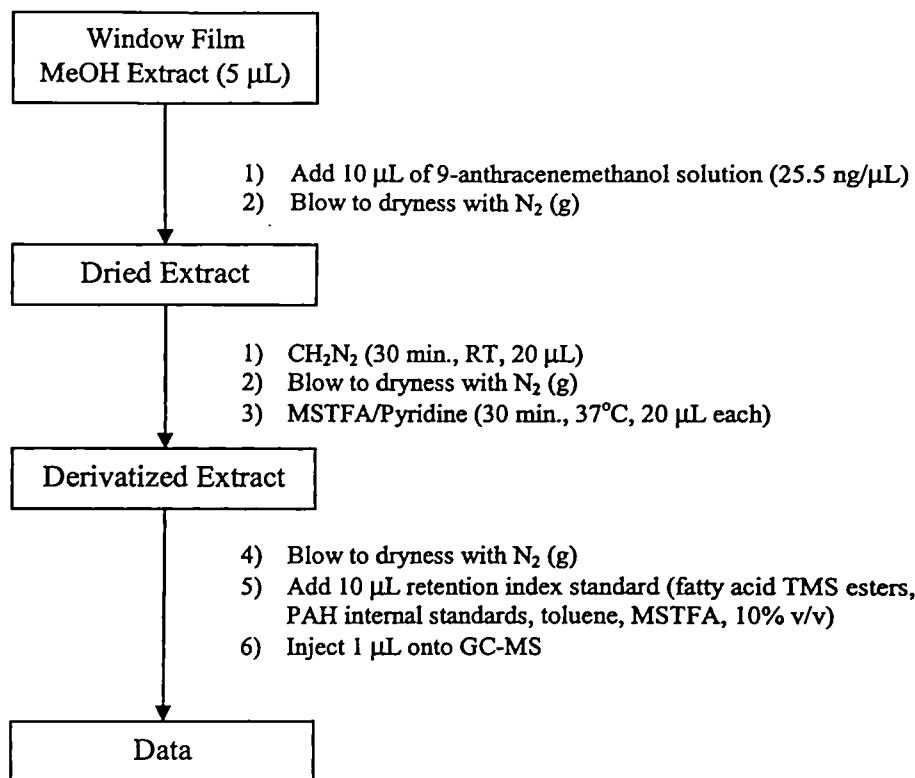 Window Film
MeOH Extract (5 µL)
1) Add 10 µL of 9-anthracenemethanol solution (25.5 ng/µL)
2) Blow to dryness with N₂ (g)
Dried Extract
1) CH₂N₂ (30 min., RT, 20 µL)
2) Blow to dryness with N₂ (g)
3) MSTFA/Pyridine (30 min., 37°C, 20 µL each)
Derivatized Extract
4) Blow to dryness with N₂ (g)
5) Add 10 µL retention index standard (fatty acid TMS esters,
PAH internal standards, toluene, MSTFA, 10% v/v)
6) Inject 1 µL onto GC-MS
Data